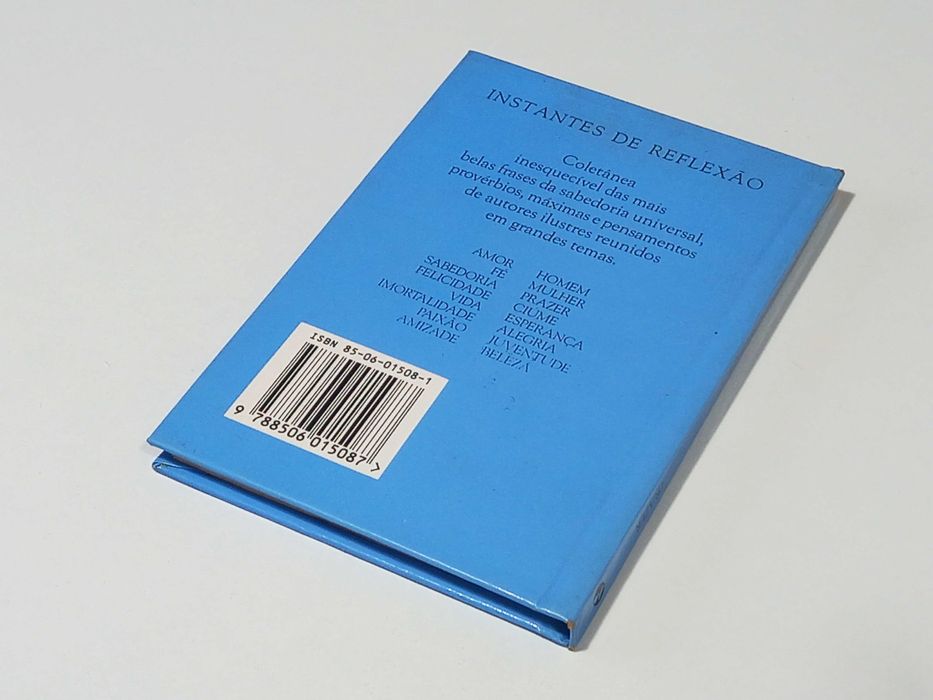 INSTANTES DE REFLEXÃO
Coletânea
inesquecível das mais
belas frases da sabedoria universal,
provérbios, máximas e pensamentos
de autores ilustres reunidos
em grandes temas.
AMOR
FÉ
SABEDORIA
FELICIDADE
VIDA
IMORTALIDADE
PAIXÃO
AMIZADE
HOMEM
MULHER
PRAZER
CIÚME
ESPERANÇA
ALEGRIA
JUVENTUDE
BELEZA
ISBN 85-06-01508-1
9 788506 015087 >